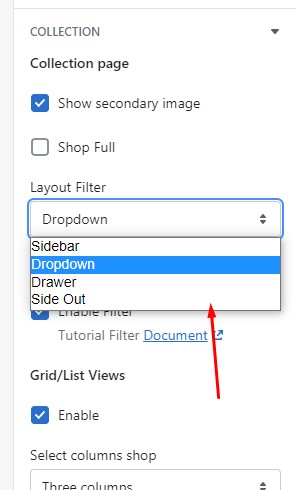 COLLECTION
Collection page
Show secondary image
Shop Full
Layout Filter
Dropdown
Sidebar
Dropdown
Drawer
Side Out
Enable Filter
Tutorial Filter Document
Grid/List Views
Enable
Select columns shop
Three columns